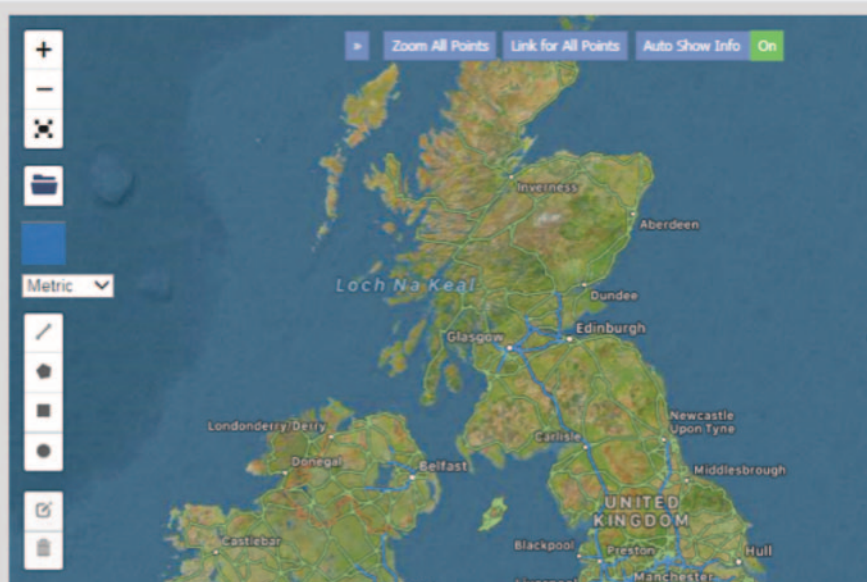 » Zoom All Points Link for All Points Auto Show Info On
Inverness
Aberdeen
Metric
Loch Na Keal
Dundee
Glasgow
Edinburgh
Londonderry/Derry
Newcastle
Upon Tyne
Carlisle
Donegal
Belfast
Middlesbrough
UNITED
KINGDOM
Castlebar
Blackpool
Preston
Hull
Manchester